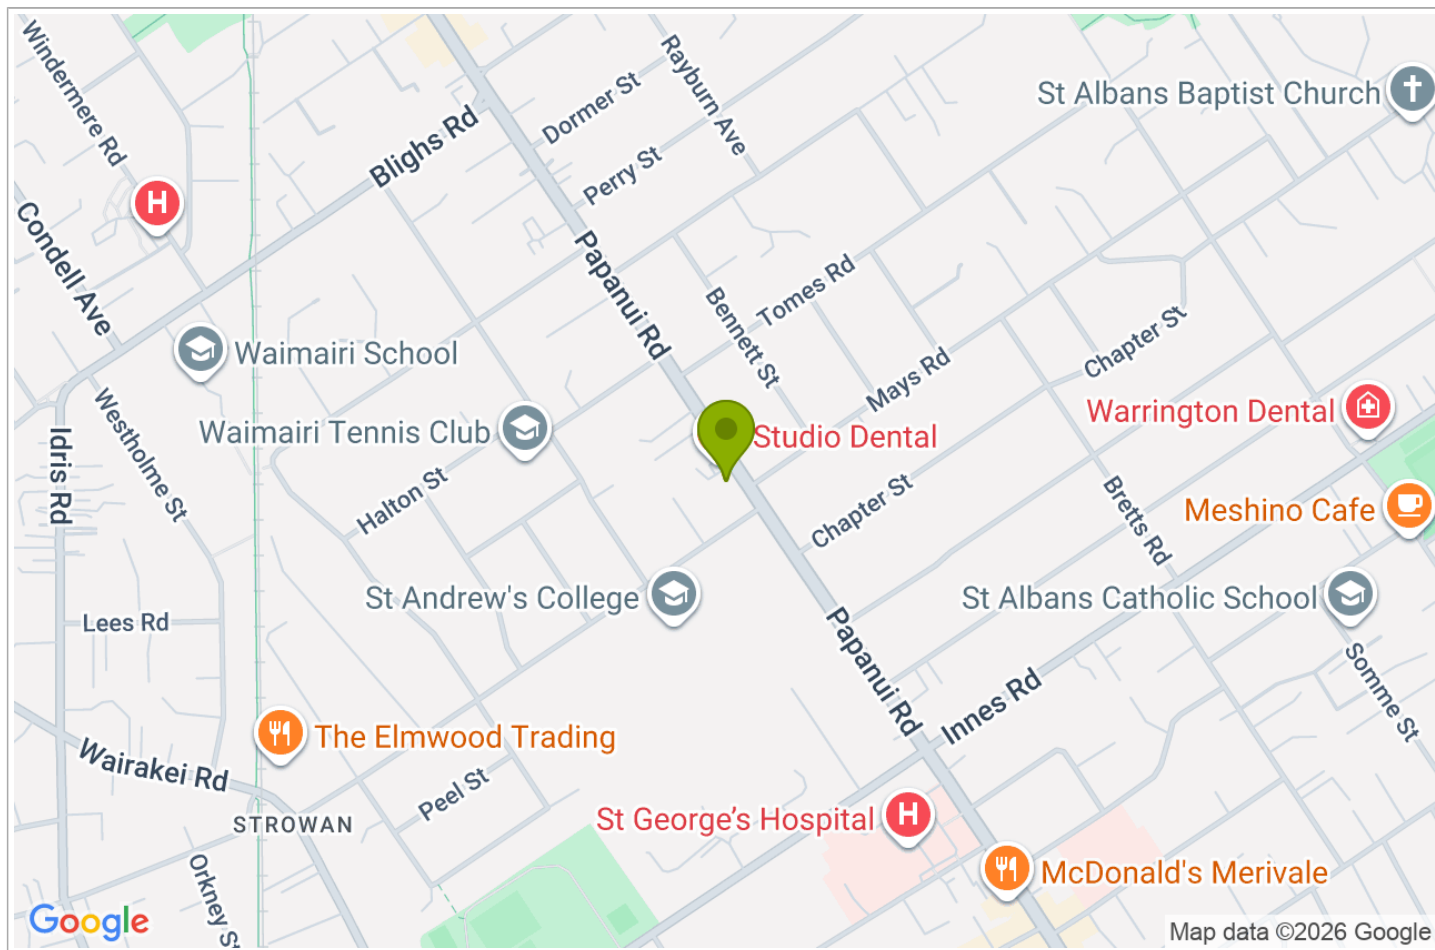 Windermere Rd
Rayburn Ave
Dormer St
St Albans Baptist Church
Blighs Rd
Perry St
H
Condell Ave
Papanui Rd
Tomes Rd
Bennett St
Chapter St
Waimairi School
Mays Rd
Westholme St
Waimairi Tennis Club
Studio Dental
Warrington Dental
Idris Rd
Halton St
Chapter St
Bretts Rd
Meshino Cafe
St Andrew's College
St Albans Catholic School
Lees Rd
Papanui Rd
Innes Rd
Somme St
The Elmwood Trading
Wairakei Rd
Peel St
STROWAN
St George's Hospital
H
McDonald's Merivale
Orkney St
Google
Map data ©2026 Google